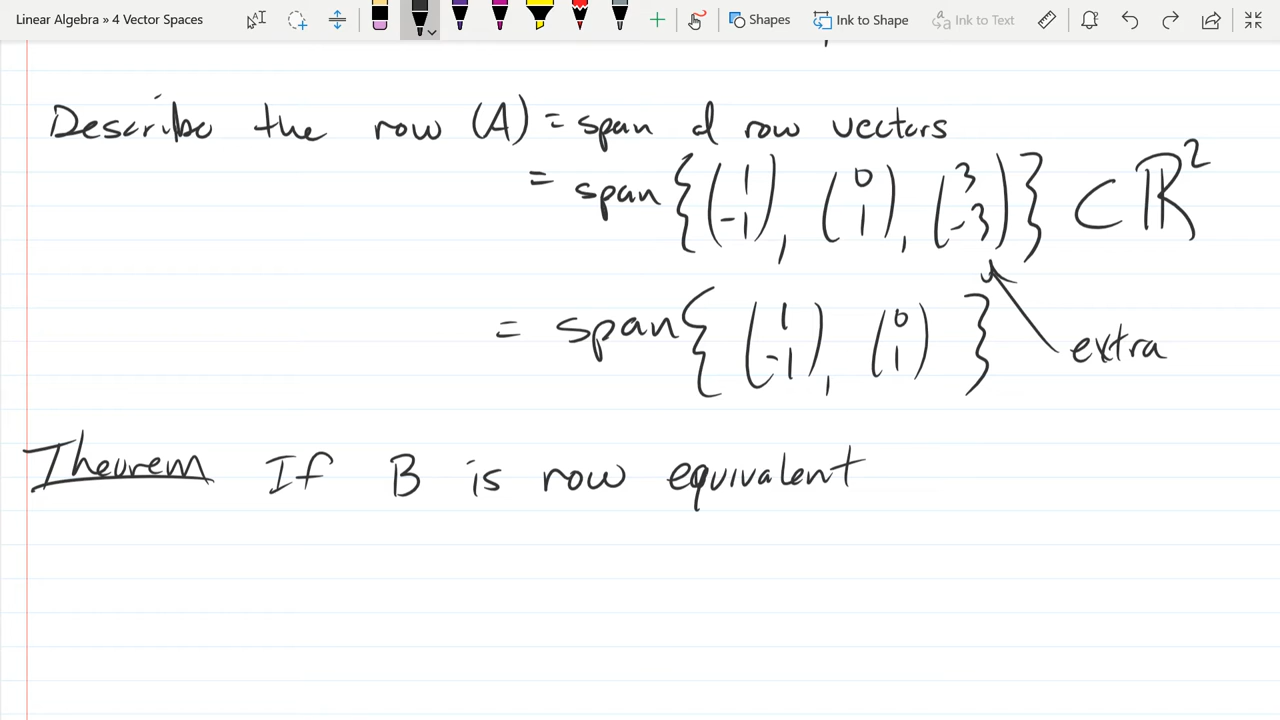 Linear Algebra » 4 Vector Spaces
Shapes
Ink to Shape
Ink to Text
Describe the row (A) = span of row vectors
= span { (1 -1), (0 1), (3 -3) } ⊂ ℝ²
= span { (1 -1), (0 1) }
extra
Theorem If B is row equivalent